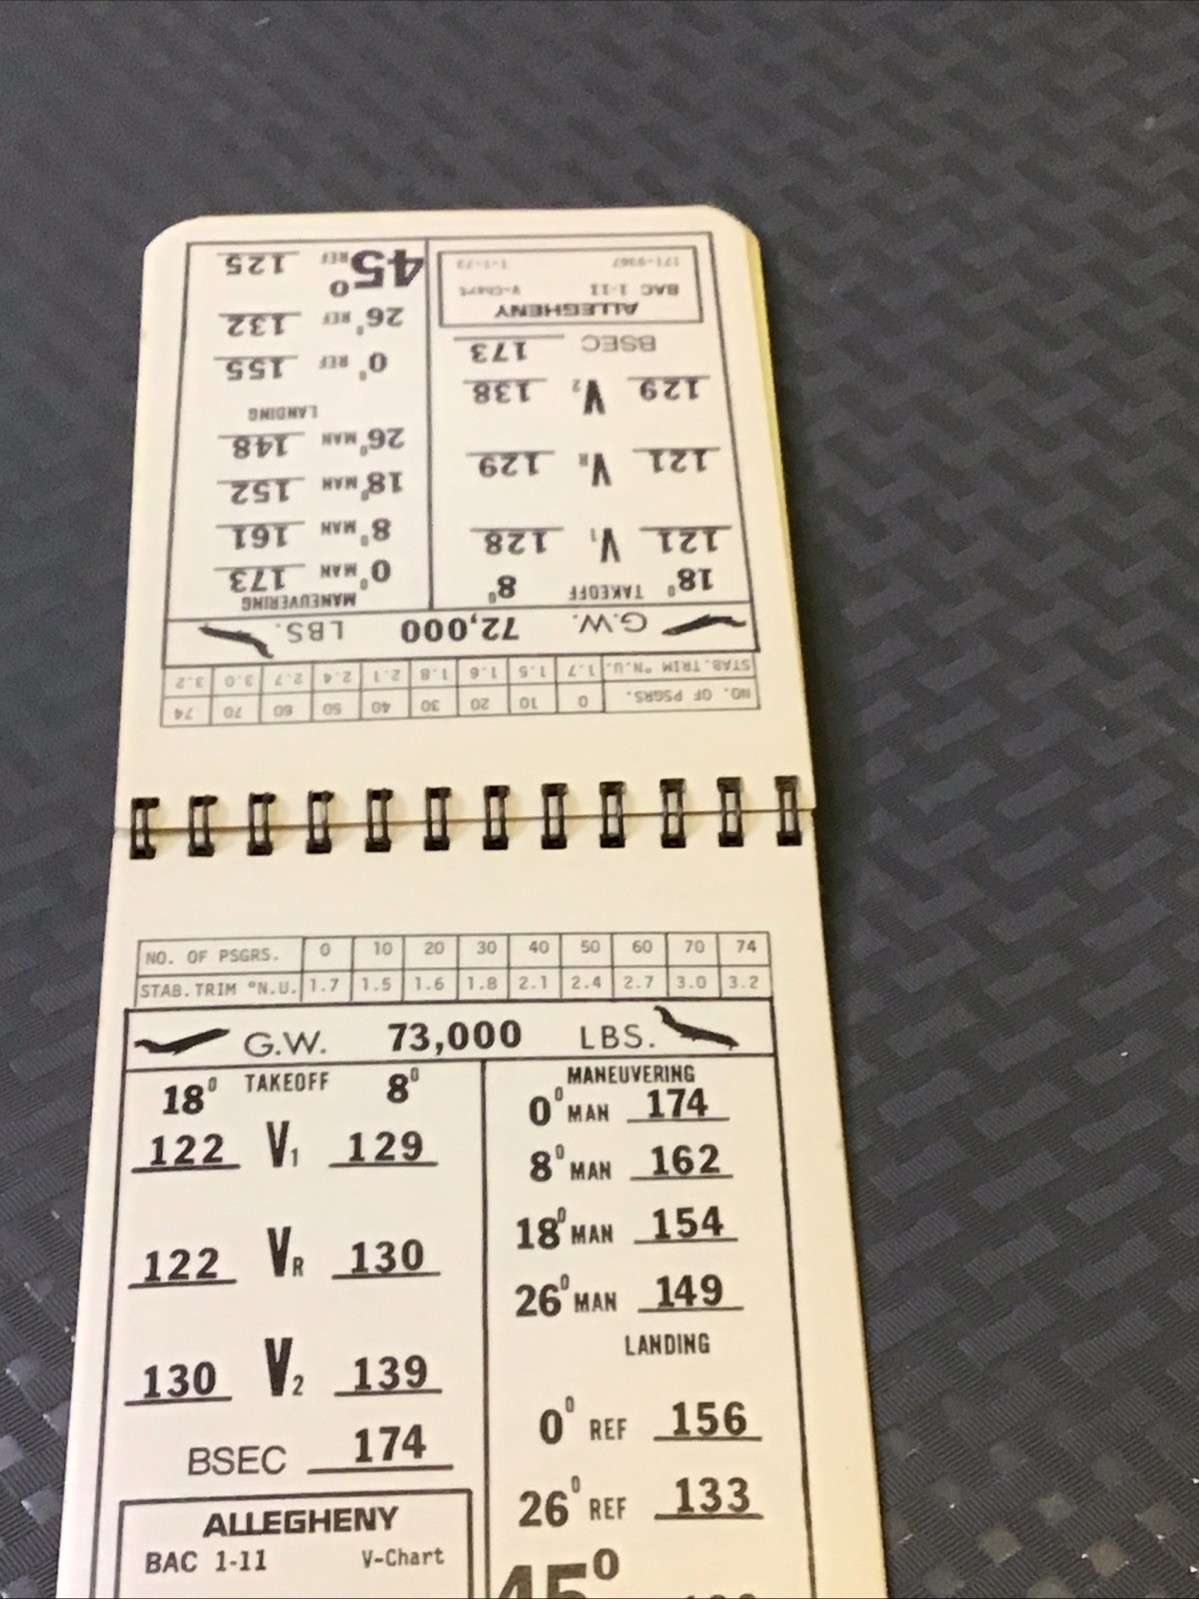 NO. OF PSGRS. 0 10 20 30 40 50 60 70 74
STAB. TRIM °N.U. 1.7 1.5 1.6 1.8 2.1 2.4 2.7 3.0 3.2
G.W. 72,000 LBS.
18° TAKEOFF 8°
121 V1 128
121 VR 129
129 V2 138
BSEC 173
ALLEGHENY
BAC 1-11 V-Chart
1-1-73
MANEUVERING
0° MAN 173
8° MAN 161
18° MAN 152
26° MAN 148
LANDING
0° REF 155
26° REF 132
45° REF 125
NO. OF PSGRS. 0 10 20 30 40 50 60 70 74
STAB. TRIM °N.U. 1.7 1.5 1.6 1.8 2.1 2.4 2.7 3.0 3.2
G.W. 73,000 LBS.
18° TAKEOFF 8°
122 V1 129
122 VR 130
130 V2 139
BSEC 174
ALLEGHENY
BAC 1-11 V-Chart
MANEUVERING
0° MAN 174
8° MAN 162
18° MAN 154
26° MAN 149
LANDING
0° REF 156
26° REF 133
45°